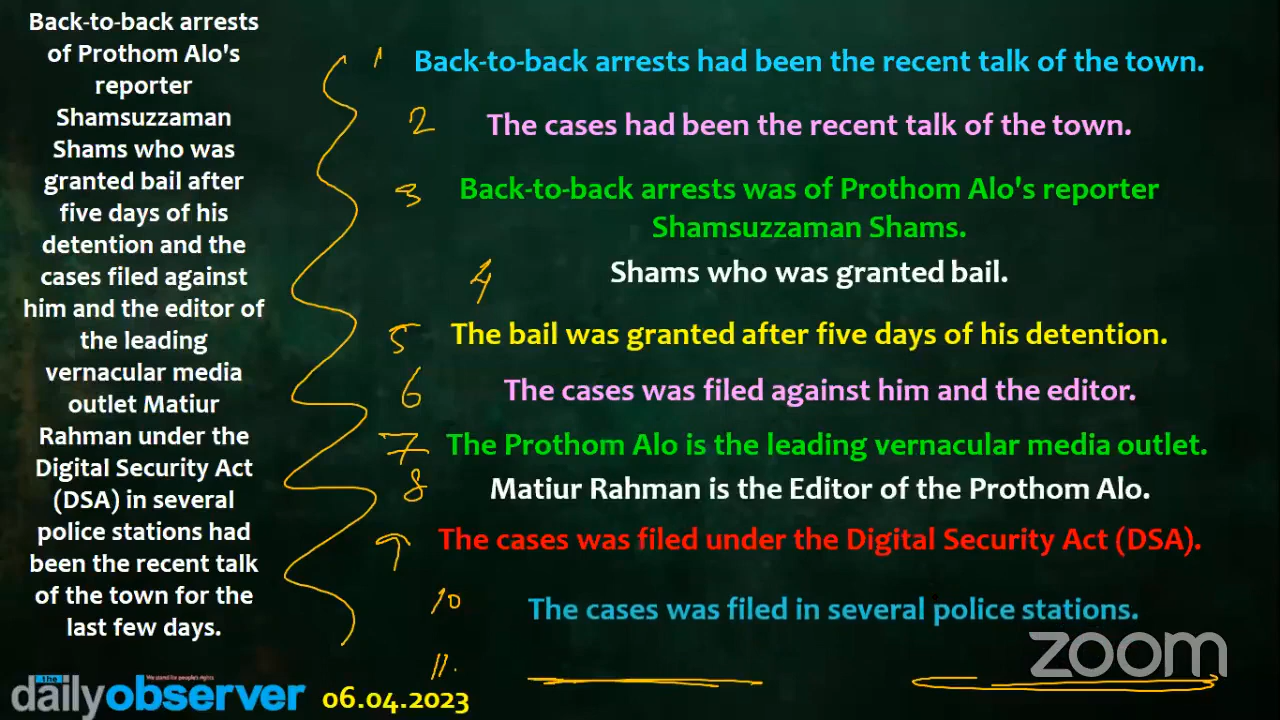 Back-to-back arrests
of Prothom Alo's
reporter
Shamsuzzaman
Shams who was
granted bail after
five days of his
detention and the
cases filed against
him and the editor of
the leading
vernacular media
outlet Matiur
Rahman under the
Digital Security Act
(DSA) in several
police stations had
been the recent talk
of the town for the
last few days.
1 Back-to-back arrests had been the recent talk of the town.
2 The cases had been the recent talk of the town.
3 Back-to-back arrests was of Prothom Alo's reporter
Shamsuzzaman Shams.
4 Shams who was granted bail.
5 The bail was granted after five days of his detention.
6 The cases was filed against him and the editor.
7 The Prothom Alo is the leading vernacular media outlet.
8 Matiur Rahman is the Editor of the Prothom Alo.
9 The cases was filed under the Digital Security Act (DSA).
10 The cases was filed in several police stations.
11.
zoom
the We stand for people's rights
dailyobserver 06.04.2023